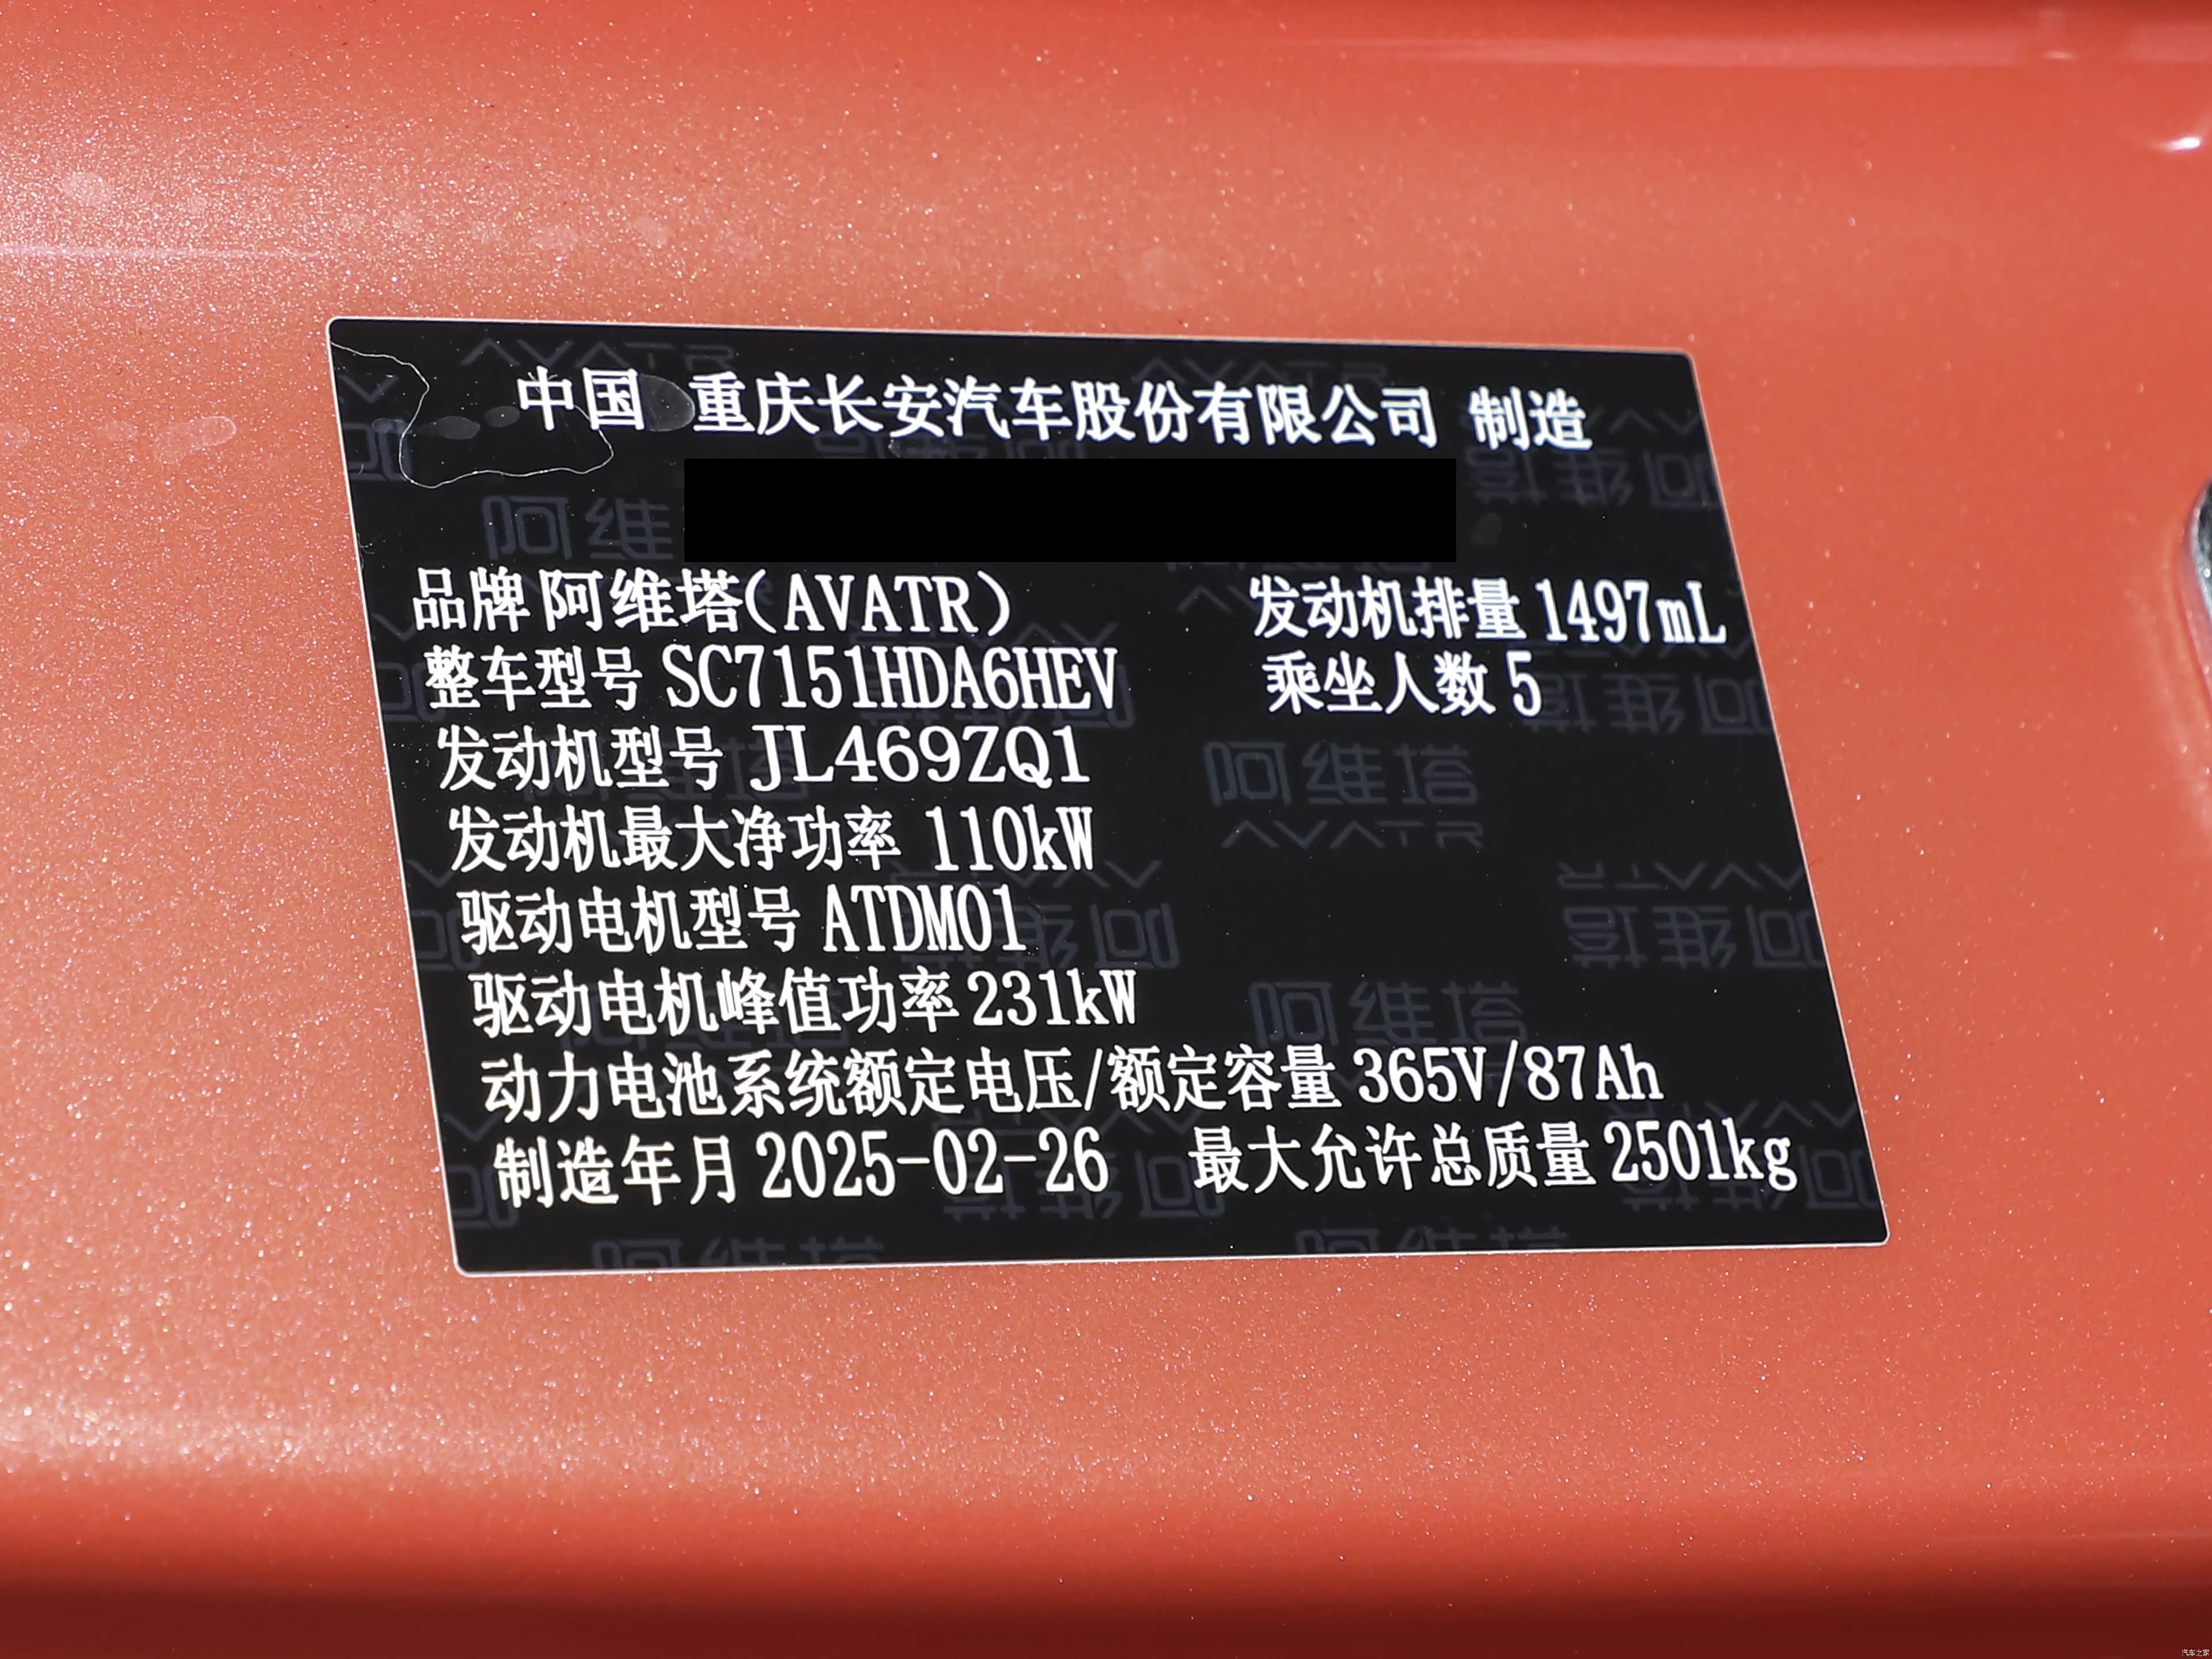 中国 重庆长安汽车股份有限公司 制造
品牌 阿维塔(AVATR) 发动机排量 1497mL
整车型号 SC7151HDA6HEV 乘坐人数 5
发动机型号 JL469ZQ1
发动机最大净功率 110kW
驱动电机型号 ATDM01
驱动电机峰值功率 231kW
动力电池系统额定电压/额定容量 365V/87Ah
制造年月 2025-02-26 最大允许总质量 2501kg
汽车之家